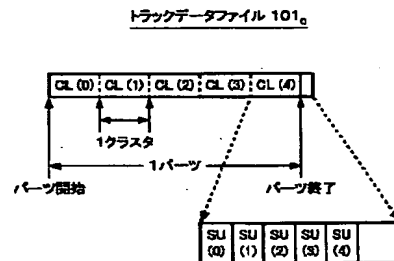 トラックデータファイル 101₀
CL (0) CL (1) CL (2) CL (3) CL (4)
1クラスタ
1パーツ
パーツ開始 パーツ終了
SU SU SU SU SU
(0) (1) (2) (3) (4)